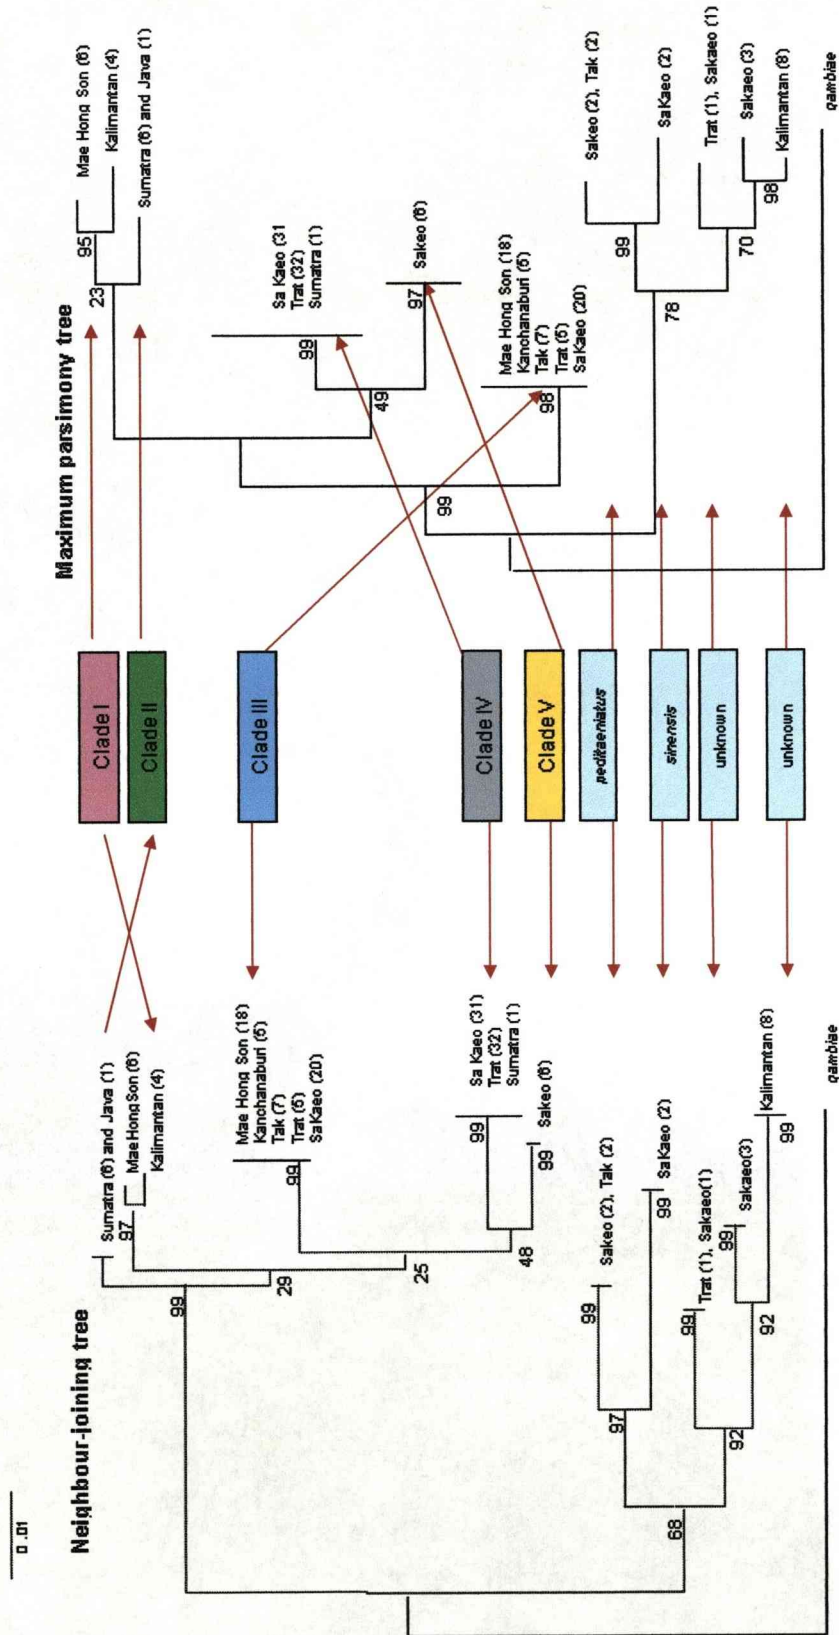 0.01
Neighbour-joining tree
Maximum parsimony tree
Sumatra (6) and Java (1)
Mae Hong Son (6)
Kalimantan (4)
97
99
29
25
48
Mae Hong Son (18)
Kanchanaburi (5)
Tak (7)
Trat (5)
Sa Kaeo (20)
99
Sa Kaeo (31)
Trat (32)
Sumatra (1)
99
Sakeo (6)
99
Sakeo (2), Tak (2)
99
97
Sa Kaeo (2)
99
68
Trat (1), Sakaeo(1)
99
92
Sakaeo(3)
99
92
Kalimantan (8)
99
gambiae
Clade I
Clade II
Clade III
Clade IV
Clade V
peditaeniatus
sinensis
unknown
unknown
Mae Hong Son (6)
Kalimantan (4)
Sumatra (6) and Java (1)
95
23
Sa Kaeo (31
Trat (32)
Sumatra (1)
99
49
Sakeo (6)
97
Mae Hong Son (18)
Kanchanaburi (5)
Tak (7)
Trat (5)
Sa Kaeo (20)
98
99
Sakeo (2), Tak (2)
99
Sa Kaeo (2)
78
Trat (1), Sakaeo (1)
70
Sakaeo (3)
Kalimantan (8)
98
gambiae